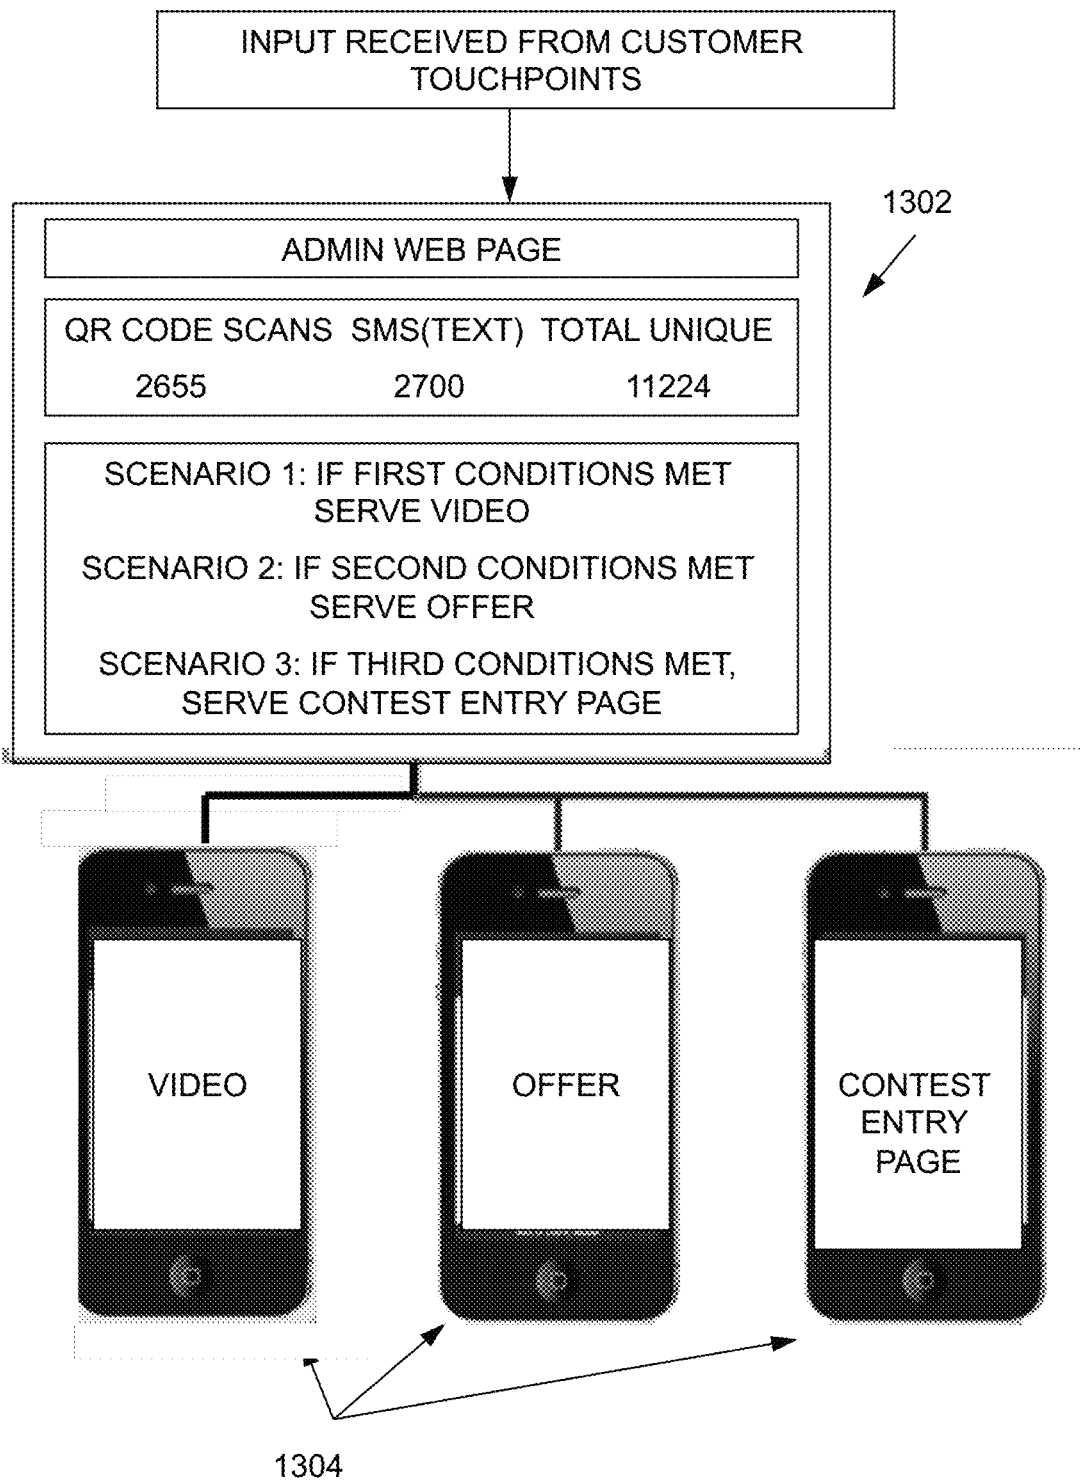 INPUT RECEIVED FROM CUSTOMER
TOUCHPOINTS
1302
ADMIN WEB PAGE
QR CODE SCANS SMS(TEXT) TOTAL UNIQUE
2655 2700 11224
SCENARIO 1: IF FIRST CONDITIONS MET
SERVE VIDEO
SCENARIO 2: IF SECOND CONDITIONS MET
SERVE OFFER
SCENARIO 3: IF THIRD CONDITIONS MET,
SERVE CONTEST ENTRY PAGE
VIDEO
OFFER
CONTEST
ENTRY
PAGE
1304